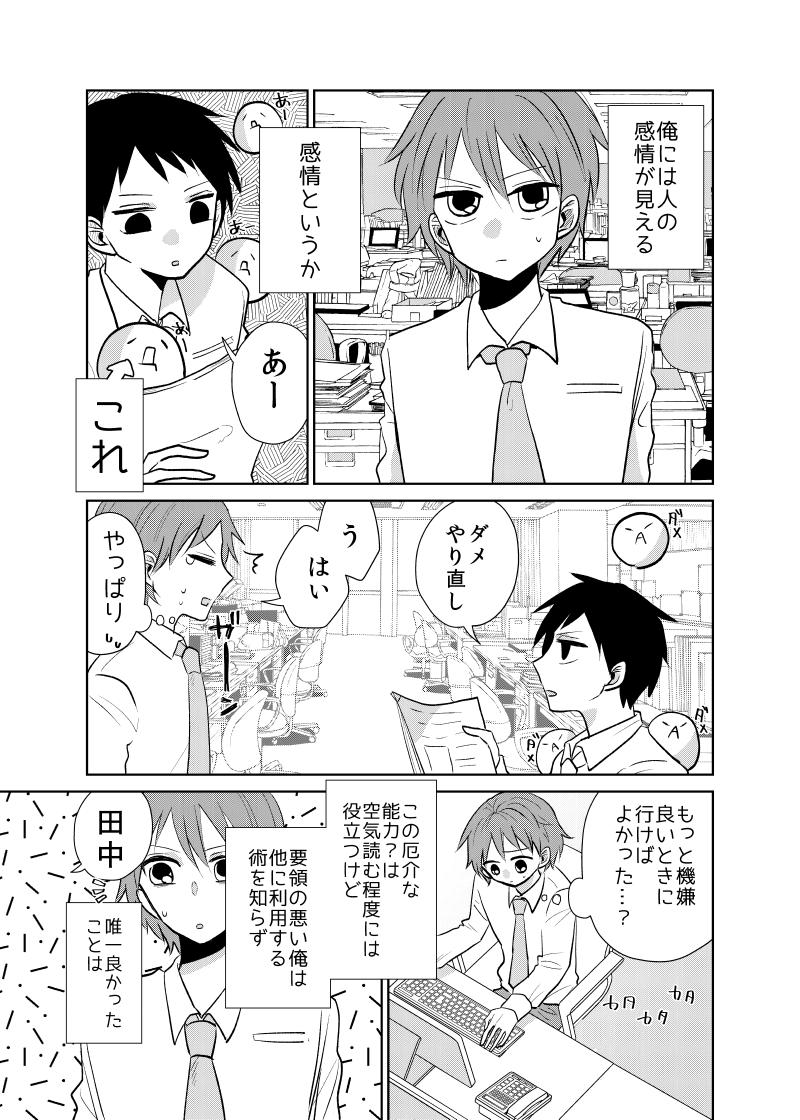 俺には人の
感情が見える
感情というか
あー
あ
あ
あー
これ
ダメ
ダメ
やり直し
う
はい
ガーン
やっぱり
ダメ
ダメ
もっと機嫌
良いときに
行けば
よかった…?
カタ
カタ
カタ
この厄介な
能力?は
空気読む程度には
役立つけど
要領の悪い俺は
他に利用する
術を知らず
田中
唯一良かった
ことは